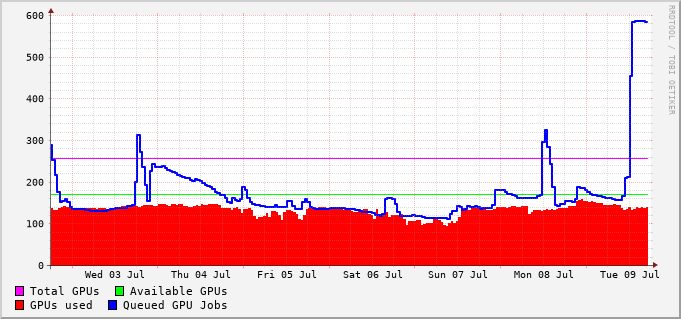 600
500
400
300
200
100
0
Wed 03 Jul Thu 04 Jul Fri 05 Jul Sat 06 Jul Sun 07 Jul Mon 08 Jul Tue 09 Jul
Total GPUs Available GPUs
GPUs used Queued GPU Jobs
RRDTOOL / TOBI OETIKER